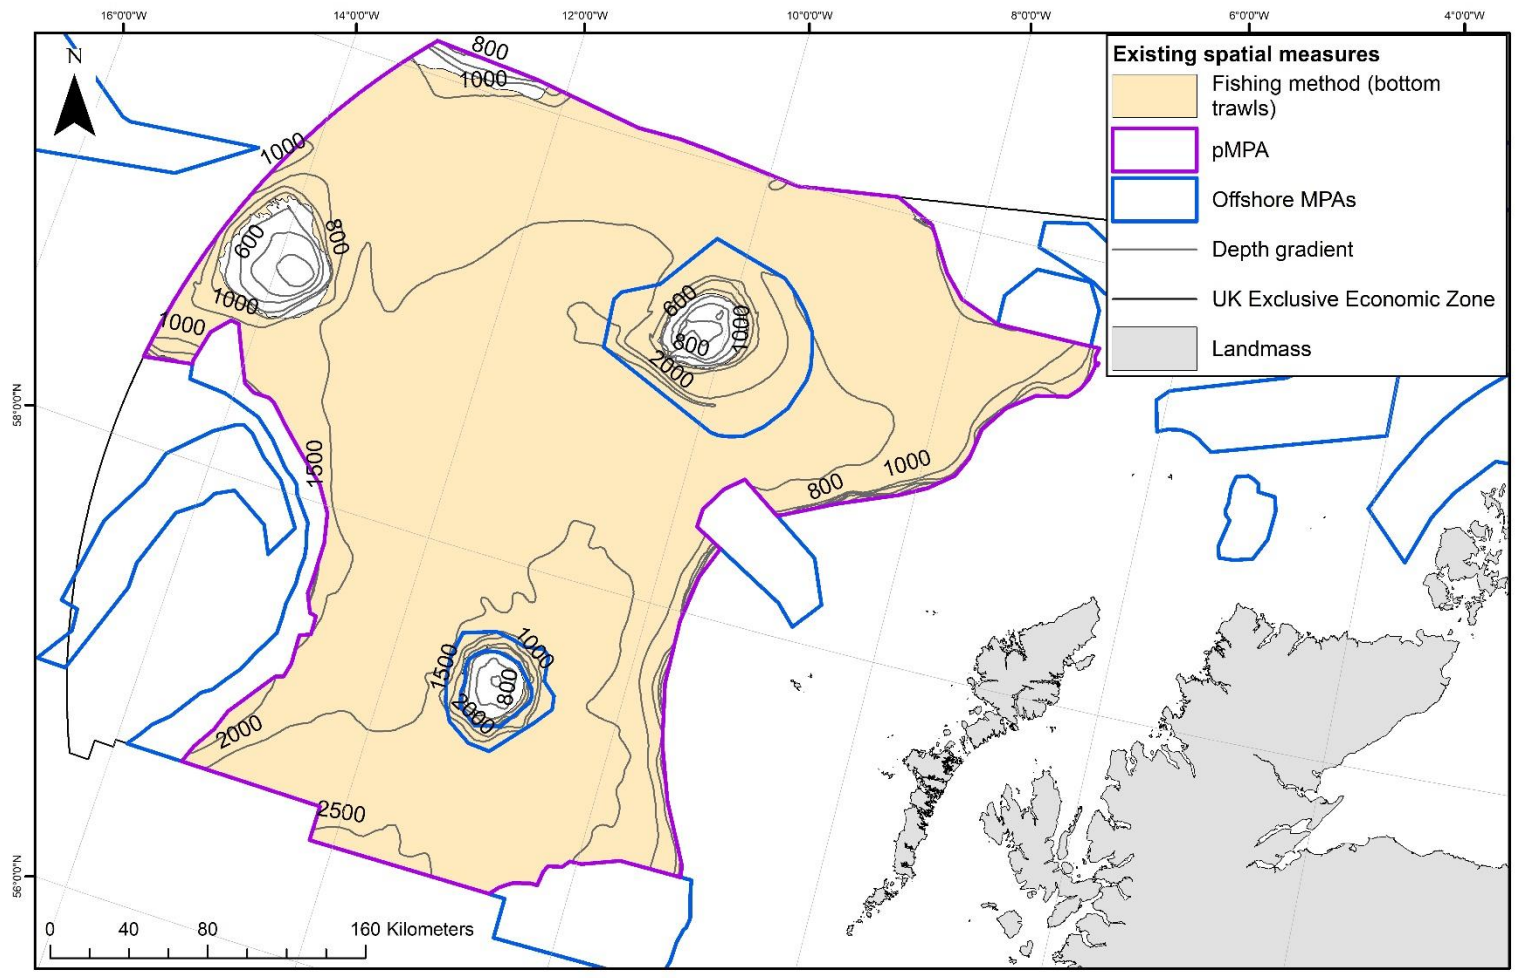 16°0'0"W 14°0'0"W 12°0'0"W 10°0'0"W 8°0'0"W 6°0'0"W 4°0'0"W
N
Existing spatial measures
Fishing method (bottom
trawls)
pMPA
Offshore MPAs
Depth gradient
UK Exclusive Economic Zone
Landmass
800
1000
1000
600
800
1000
1000
600
1000
800
2000
58°0'0"N
1500
1000
800
1000
1500
800
2000
2000
2500
56°0'0"N
0 40 80 160 Kilometers